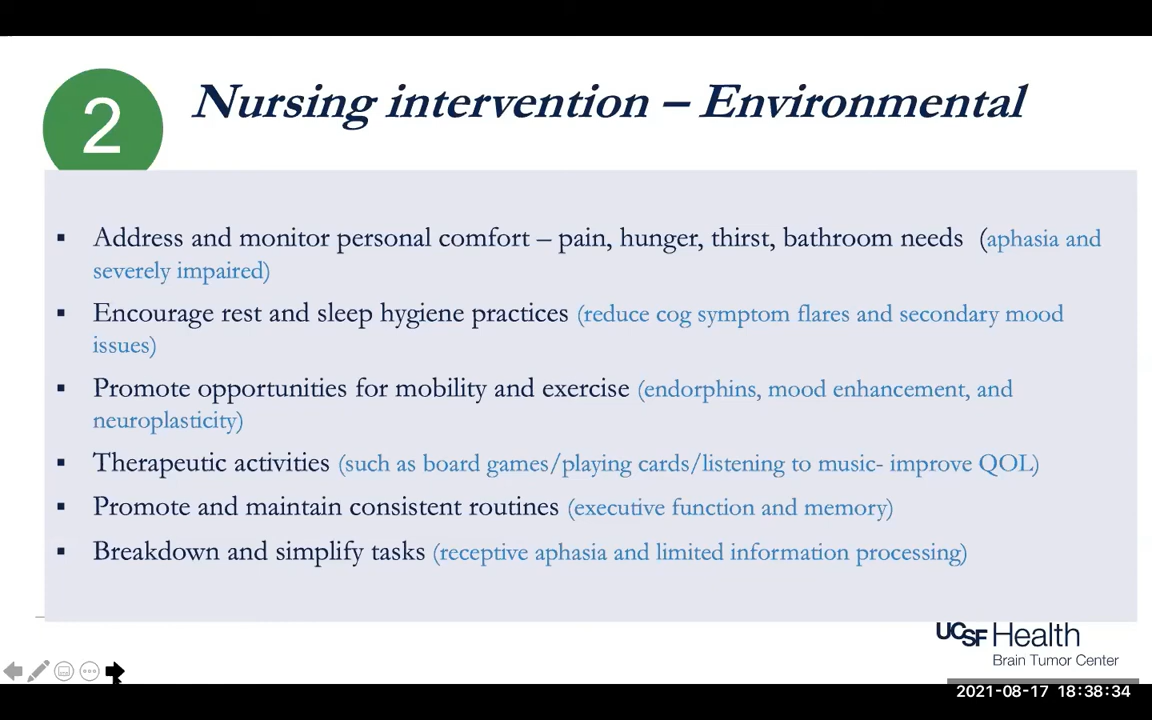 2
Nursing intervention – Environmental
▪ Address and monitor personal comfort – pain, hunger, thirst, bathroom needs (aphasia and
severely impaired)
▪ Encourage rest and sleep hygiene practices (reduce cog symptom flares and secondary mood
issues)
▪ Promote opportunities for mobility and exercise (endorphins, mood enhancement, and
neuroplasticity)
▪ Therapeutic activities (such as board games/playing cards/listening to music- improve QOL)
▪ Promote and maintain consistent routines (executive function and memory)
▪ Breakdown and simplify tasks (receptive aphasia and limited information processing)
UCSF Health
Brain Tumor Center
2021-08-17 18:38:34